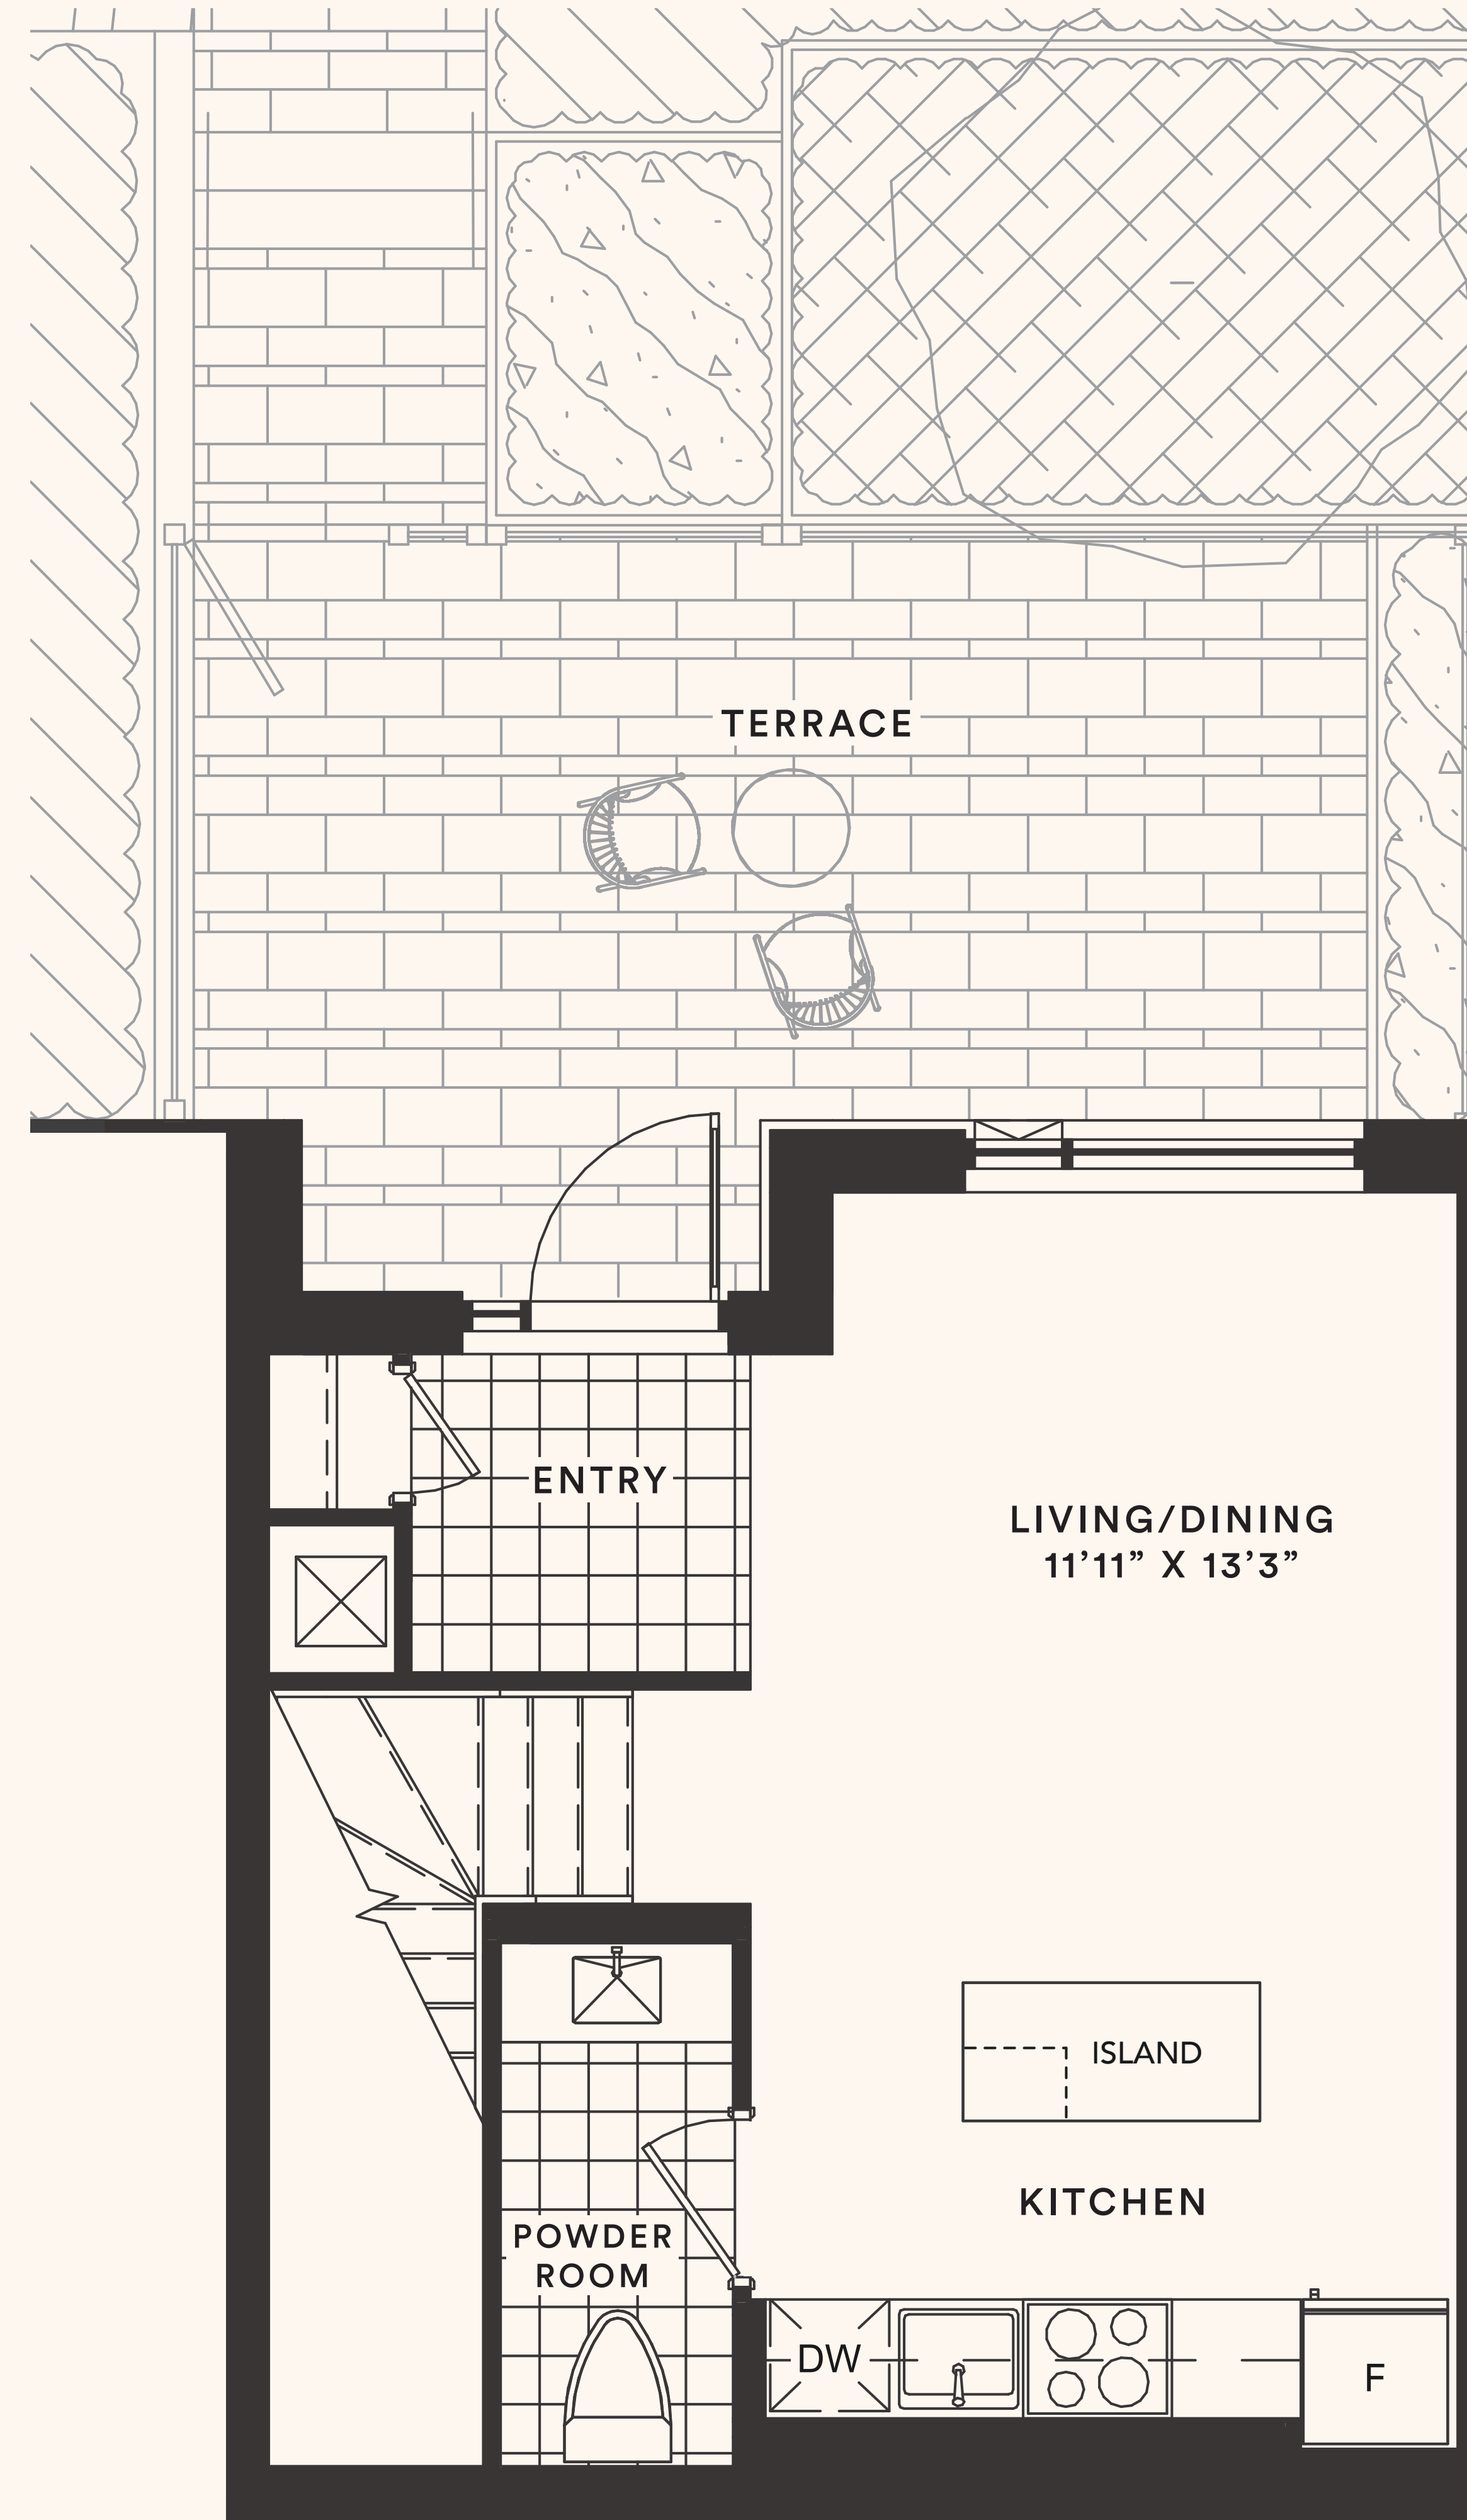 TERRACE
ENTRY
LIVING/DINING
11’11” X 13’3”
ISLAND
KITCHEN
POWDER
ROOM
DW
F